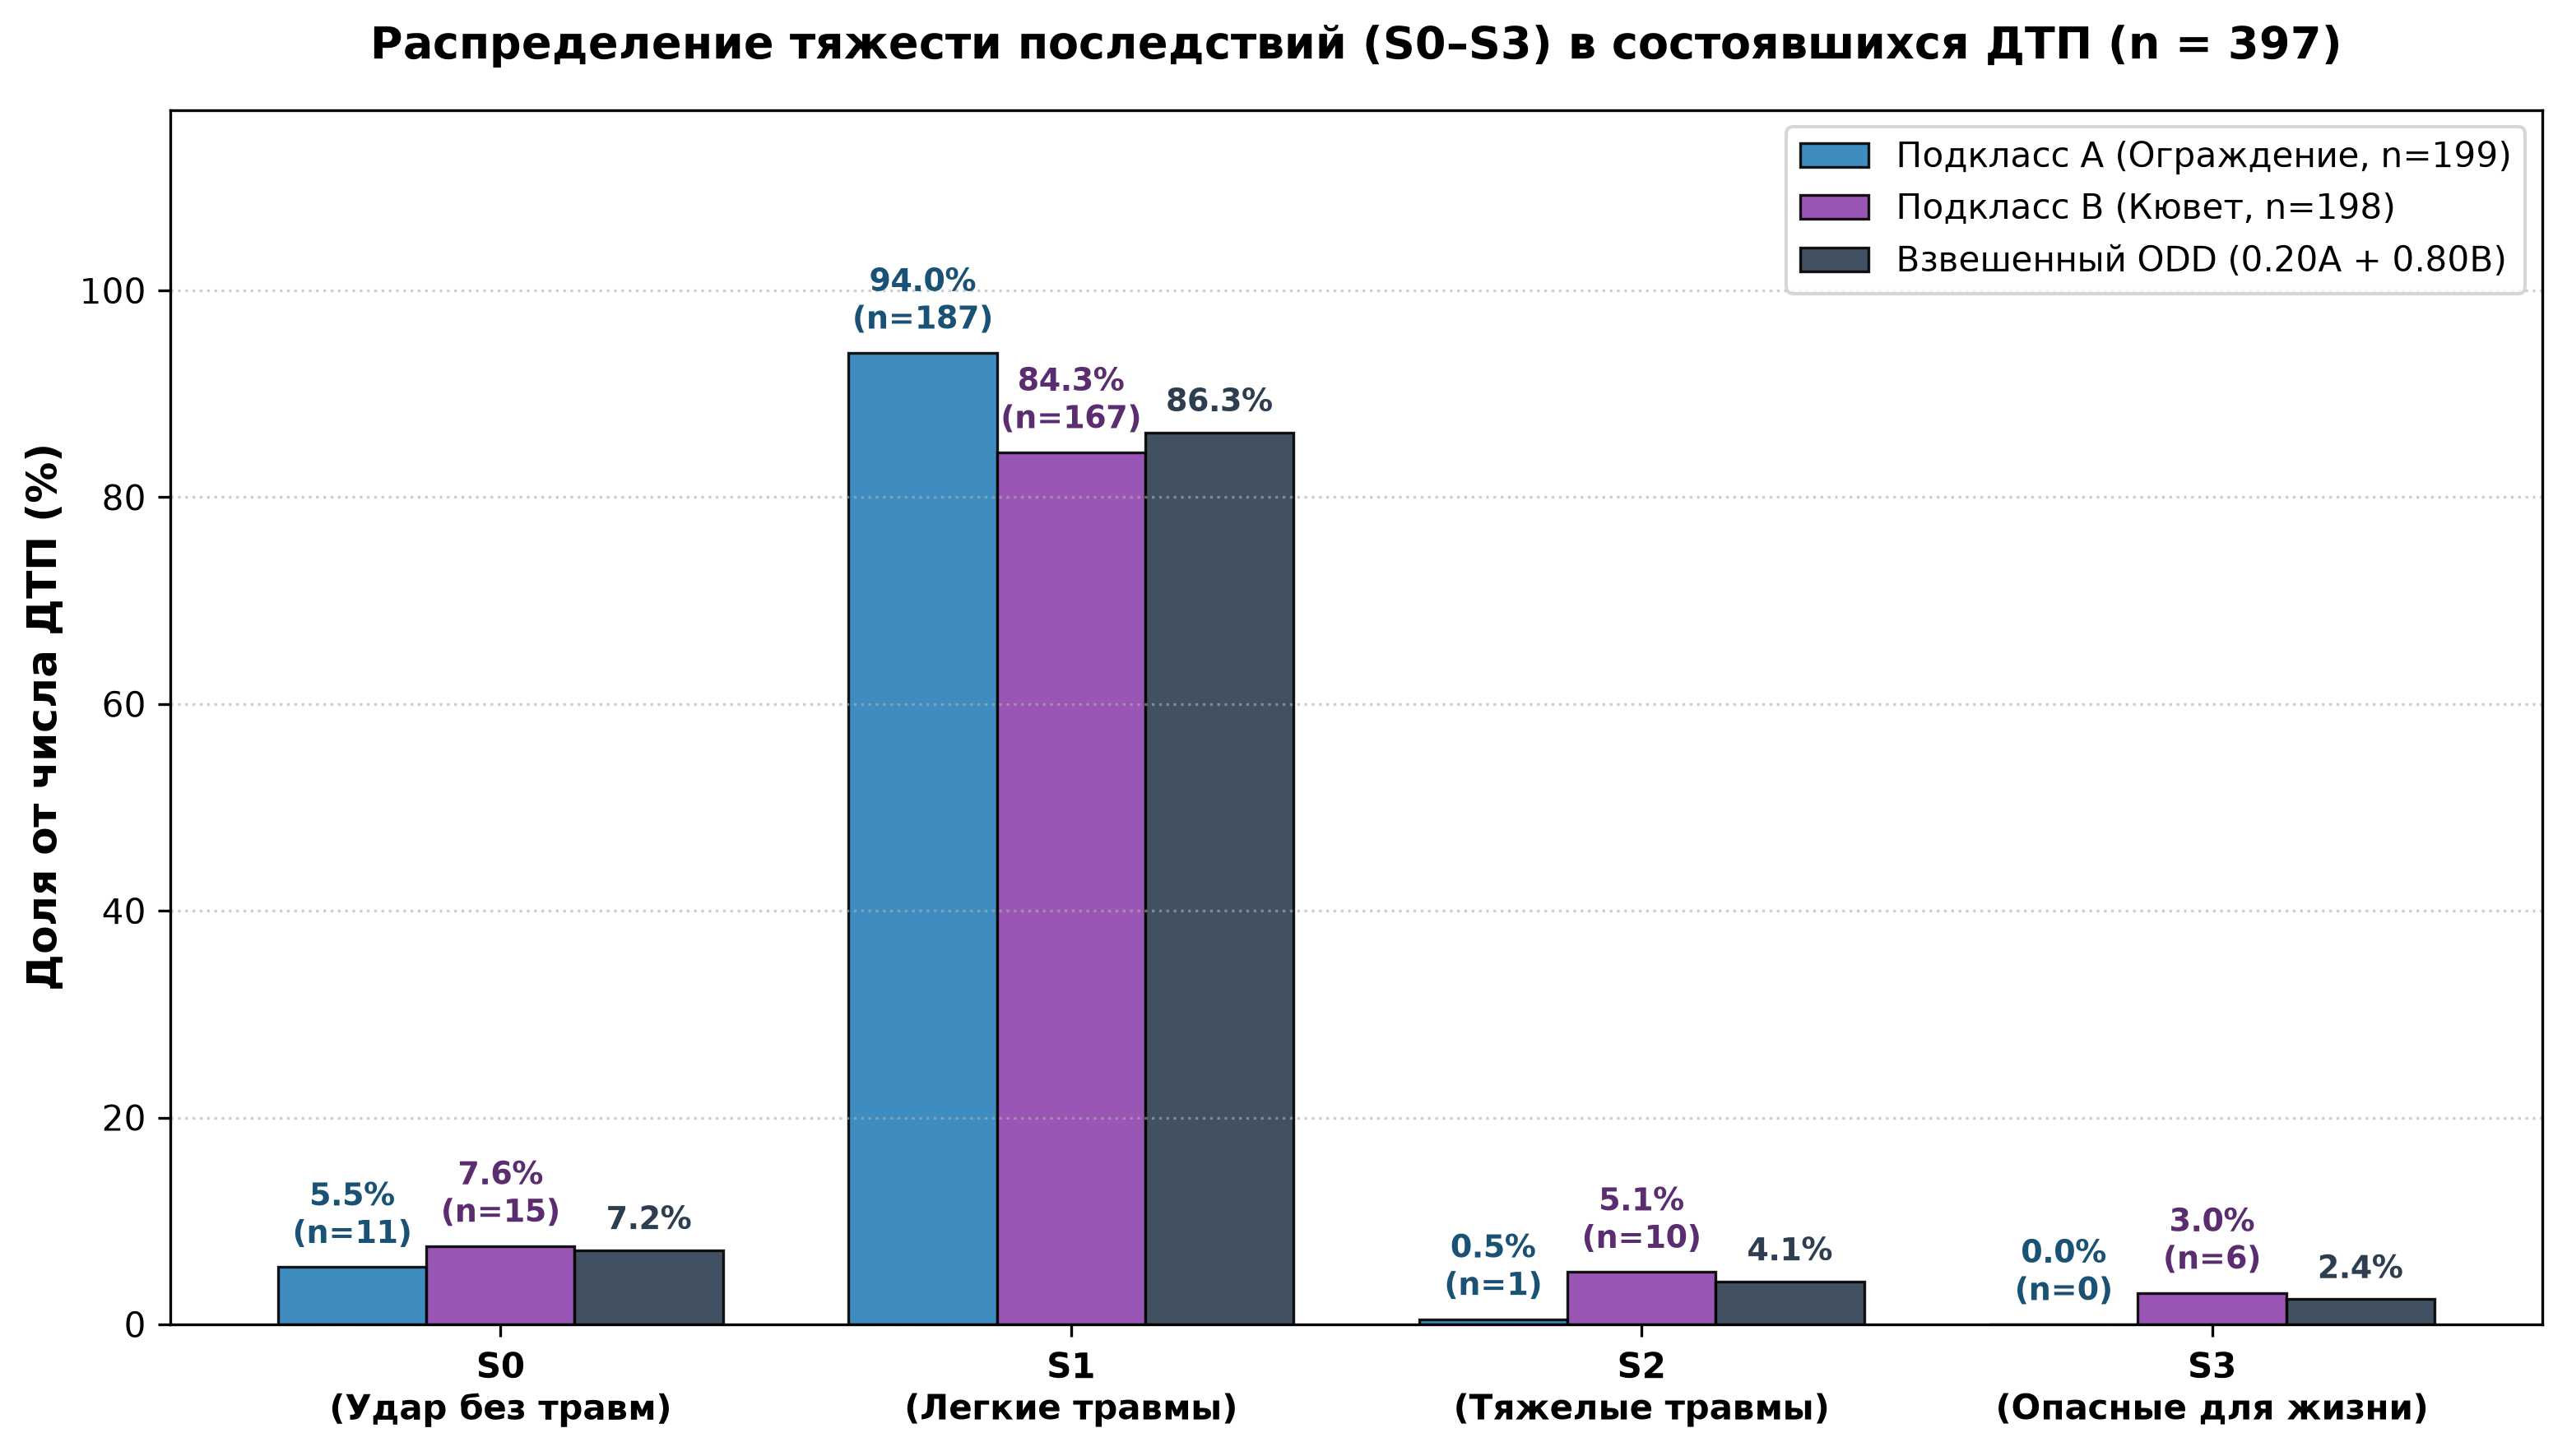 Распределение тяжести последствий (S0–S3) в состоявшихся ДТП (n = 397)
Подкласс А (Ограждение, n=199)
Подкласс B (Кювет, n=198)
Взвешенный ODD (0.20A + 0.80B)
Доля от числа ДТП (%)
100
80
60
40
20
0
5.5%
(n=11)
7.6%
(n=15)
7.2%
94.0%
(n=187)
84.3%
(n=167)
86.3%
0.5%
(n=1)
5.1%
(n=10)
4.1%
0.0%
(n=0)
3.0%
(n=6)
2.4%
S0
(Удар без травм)
S1
(Легкие травмы)
S2
(Тяжелые травмы)
S3
(Опасные для жизни)